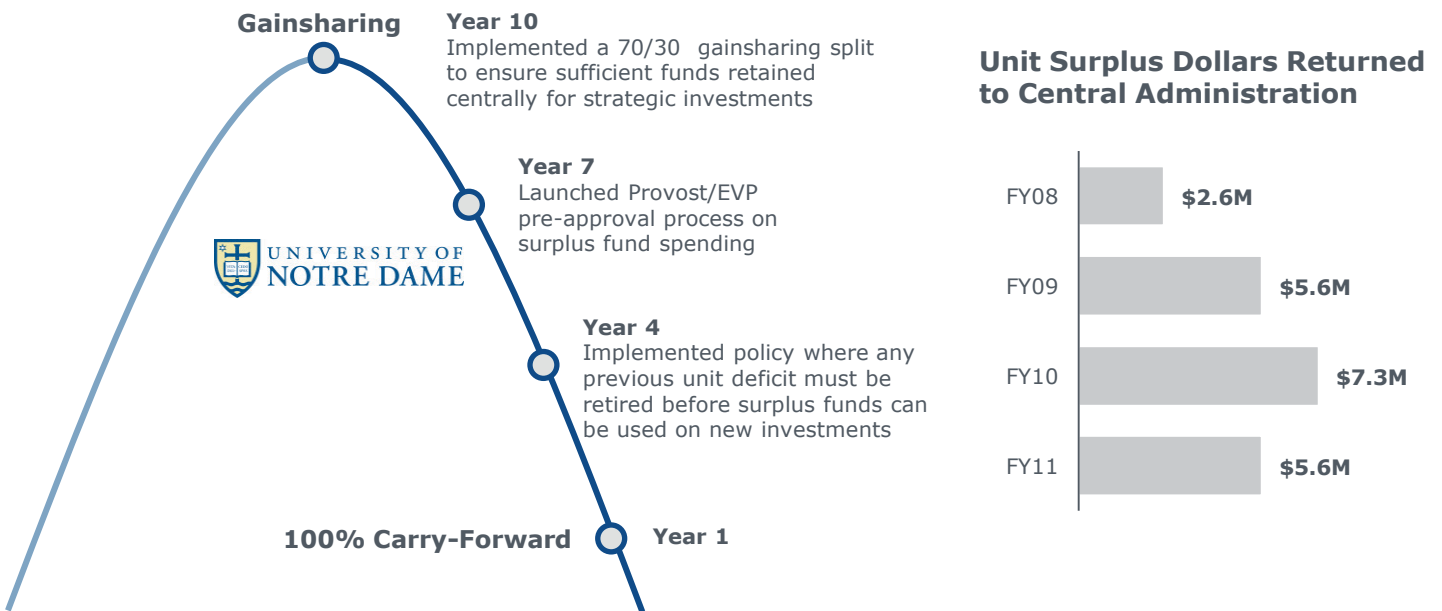 Gainsharing
Year 10
Implemented a 70/30 gainsharing split
to ensure sufficient funds retained
centrally for strategic investments
Year 7
Launched Provost/EVP
pre-approval process on
surplus fund spending
UNIVERSITY OF
NOTRE DAME
Year 4
Implemented policy where any
previous unit deficit must be
retired before surplus funds can
be used on new investments
100% Carry-Forward
Year 1
Unit Surplus Dollars Returned
to Central Administration
FY08 $2.6M
FY09 $5.6M
FY10 $7.3M
FY11 $5.6M